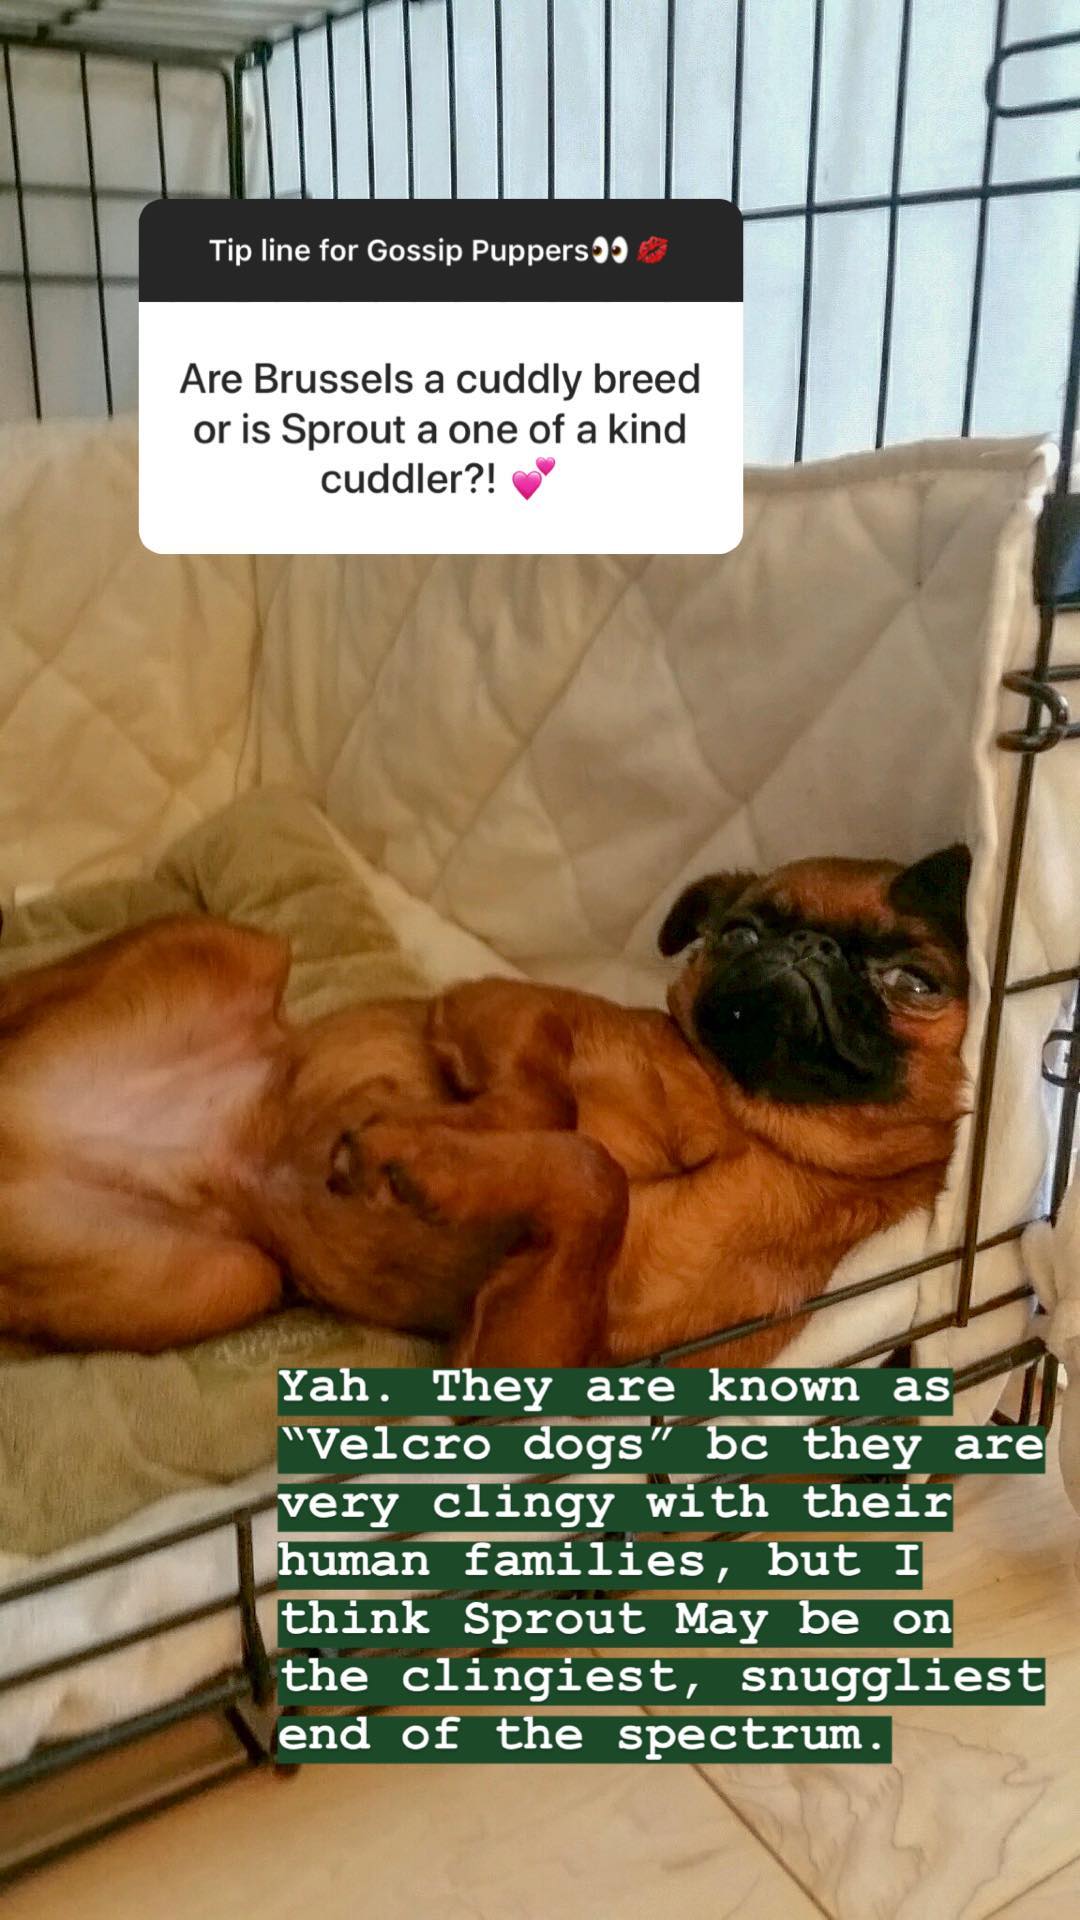 Tip line for Gossip Puppers👀 💋
Are Brussels a cuddly breed
or is Sprout a one of a kind
cuddler?! 💕
Yah. They are known as
“Velcro dogs” bc they are
very clingy with their
human families, but I
think Sprout May be on
the clingiest, snuggliest
end of the spectrum.